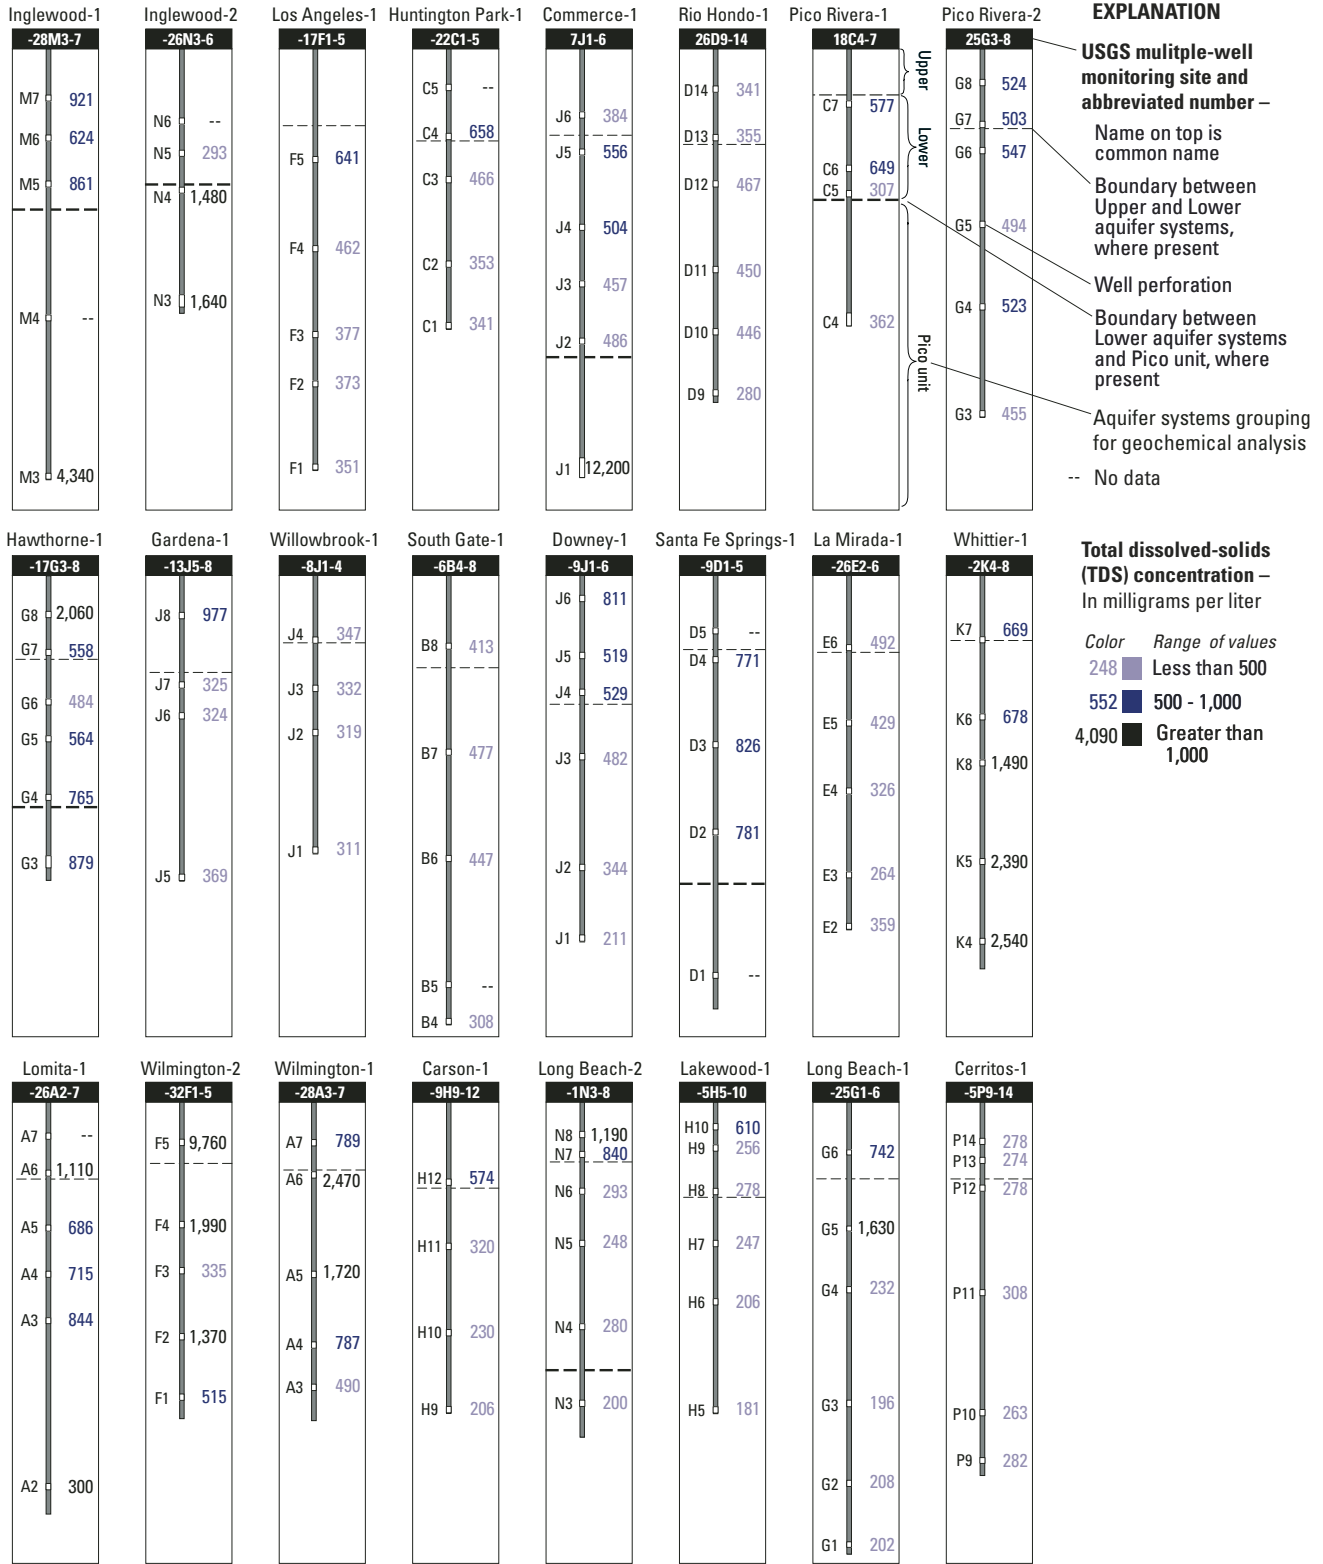 Inglewood-1 Inglewood-2 Los Angeles-1 Huntington Park-1 Commerce-1 Rio Hondo-1 Pico Rivera-1 Pico Rivera-2
-28M3-7 -26N3-6 -17F1-5 -22C1-5 7J1-6 26D9-14 18C4-7 25G3-8
M7 921
M6 624
M5 861
M4 --
M3 4,340
N6 --
N5 293
N4 1,480
N3 1,640
F5 641
F4 462
F3 377
F2 373
F1 351
C5 --
C4 658
C3 466
C2 353
C1 341
J6 384
J5 556
J4 504
J3 457
J2 486
J1 12,200
D14 341
D13 355
D12 467
D11 450
D10 446
D9 280
C7 577
C6 649
C5 307
C4 362
Upper
Lower
Pico unit
G8 524
G7 503
G6 547
G5 494
G4 523
G3 455
EXPLANATION
USGS mulitple-well
monitoring site and
abbreviated number –
Name on top is
common name
Boundary between
Upper and Lower
aquifer systems,
where present
Well perforation
Boundary between
Lower aquifer systems
and Pico unit, where
present
Aquifer systems grouping
for geochemical analysis
-- No data
Hawthorne-1 Gardena-1 Willowbrook-1 South Gate-1 Downey-1 Santa Fe Springs-1 La Mirada-1 Whittier-1
-17G3-8 -13J5-8 -8J1-4 -6B4-8 -9J1-6 -9D1-5 -26E2-6 -2K4-8
G8 2,060
G7 558
G6 484
G5 564
G4 765
G3 879
J8 977
J7 325
J6 324
J5 369
J4 347
J3 332
J2 319
J1 311
B8 413
B7 477
B6 447
B5 --
B4 308
J6 811
J5 519
J4 529
J3 482
J2 344
J1 211
D5 --
D4 771
D3 826
D2 781
D1 --
E6 492
E5 429
E4 326
E3 264
E2 359
K7 669
K6 678
K8 1,490
K5 2,390
K4 2,540
Total dissolved-solids
(TDS) concentration –
In milligrams per liter
Color Range of values
248 Less than 500
552 500 - 1,000
4,090 Greater than
1,000
Lomita-1 Wilmington-2 Wilmington-1 Carson-1 Long Beach-2 Lakewood-1 Long Beach-1 Cerritos-1
-26A2-7 -32F1-5 -28A3-7 -9H9-12 -1N3-8 -5H5-10 -25G1-6 -5P9-14
A7 --
A6 1,110
A5 686
A4 715
A3 844
A2 300
F5 9,760
F4 1,990
F3 335
F2 1,370
F1 515
A7 789
A6 2,470
A5 1,720
A4 787
A3 490
H12 574
H11 320
H10 230
H9 206
N8 1,190
N7 840
N6 293
N5 248
N4 280
N3 200
H10 610
H9 256
H8 278
H7 247
H6 206
H5 181
G6 742
G5 1,630
G4 232
G3 196
G2 208
G1 202
P14 278
P13 274
P12 278
P11 308
P10 263
P9 282